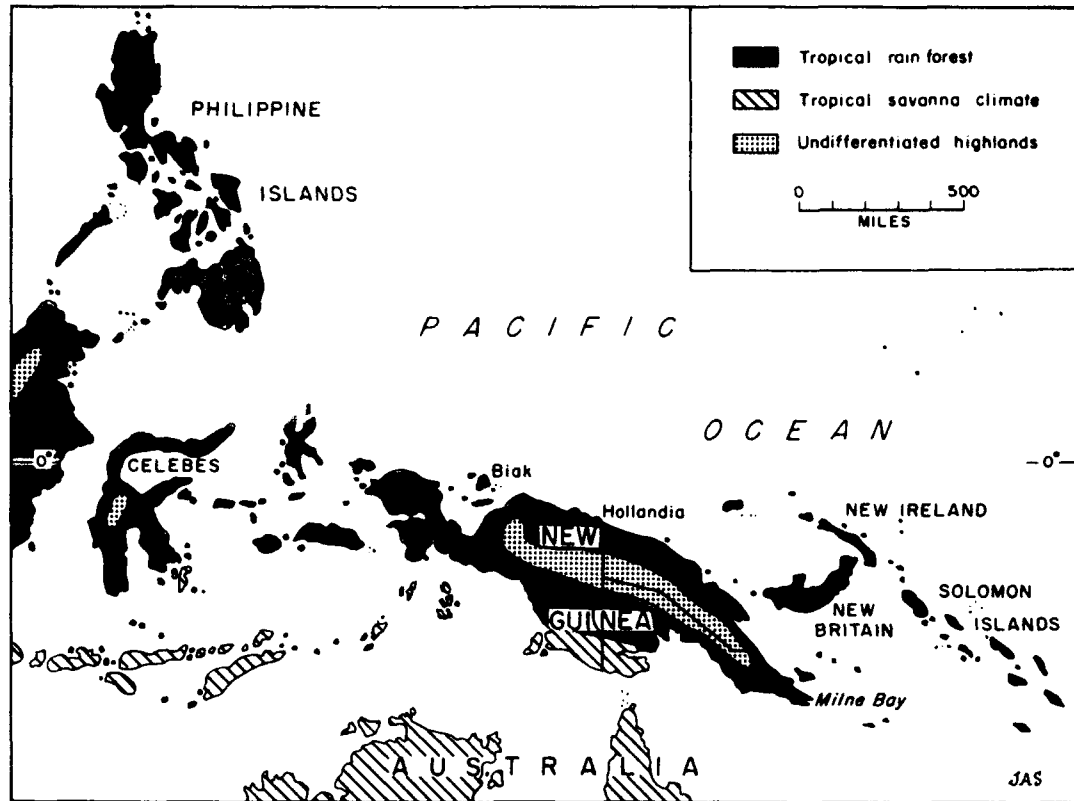 Tropical rain forest
Tropical savanna climate
Undifferentiated highlands
0 500
MILES
PHILIPPINE
ISLANDS
PACIFIC
OCEAN
0°
CELEBES
Biak
0°
Hollandia
NEW IRELAND
NEW
GUINEA
NEW
BRITAIN
SOLOMON
ISLANDS
Milne Bay
AUSTRALIA
JAS